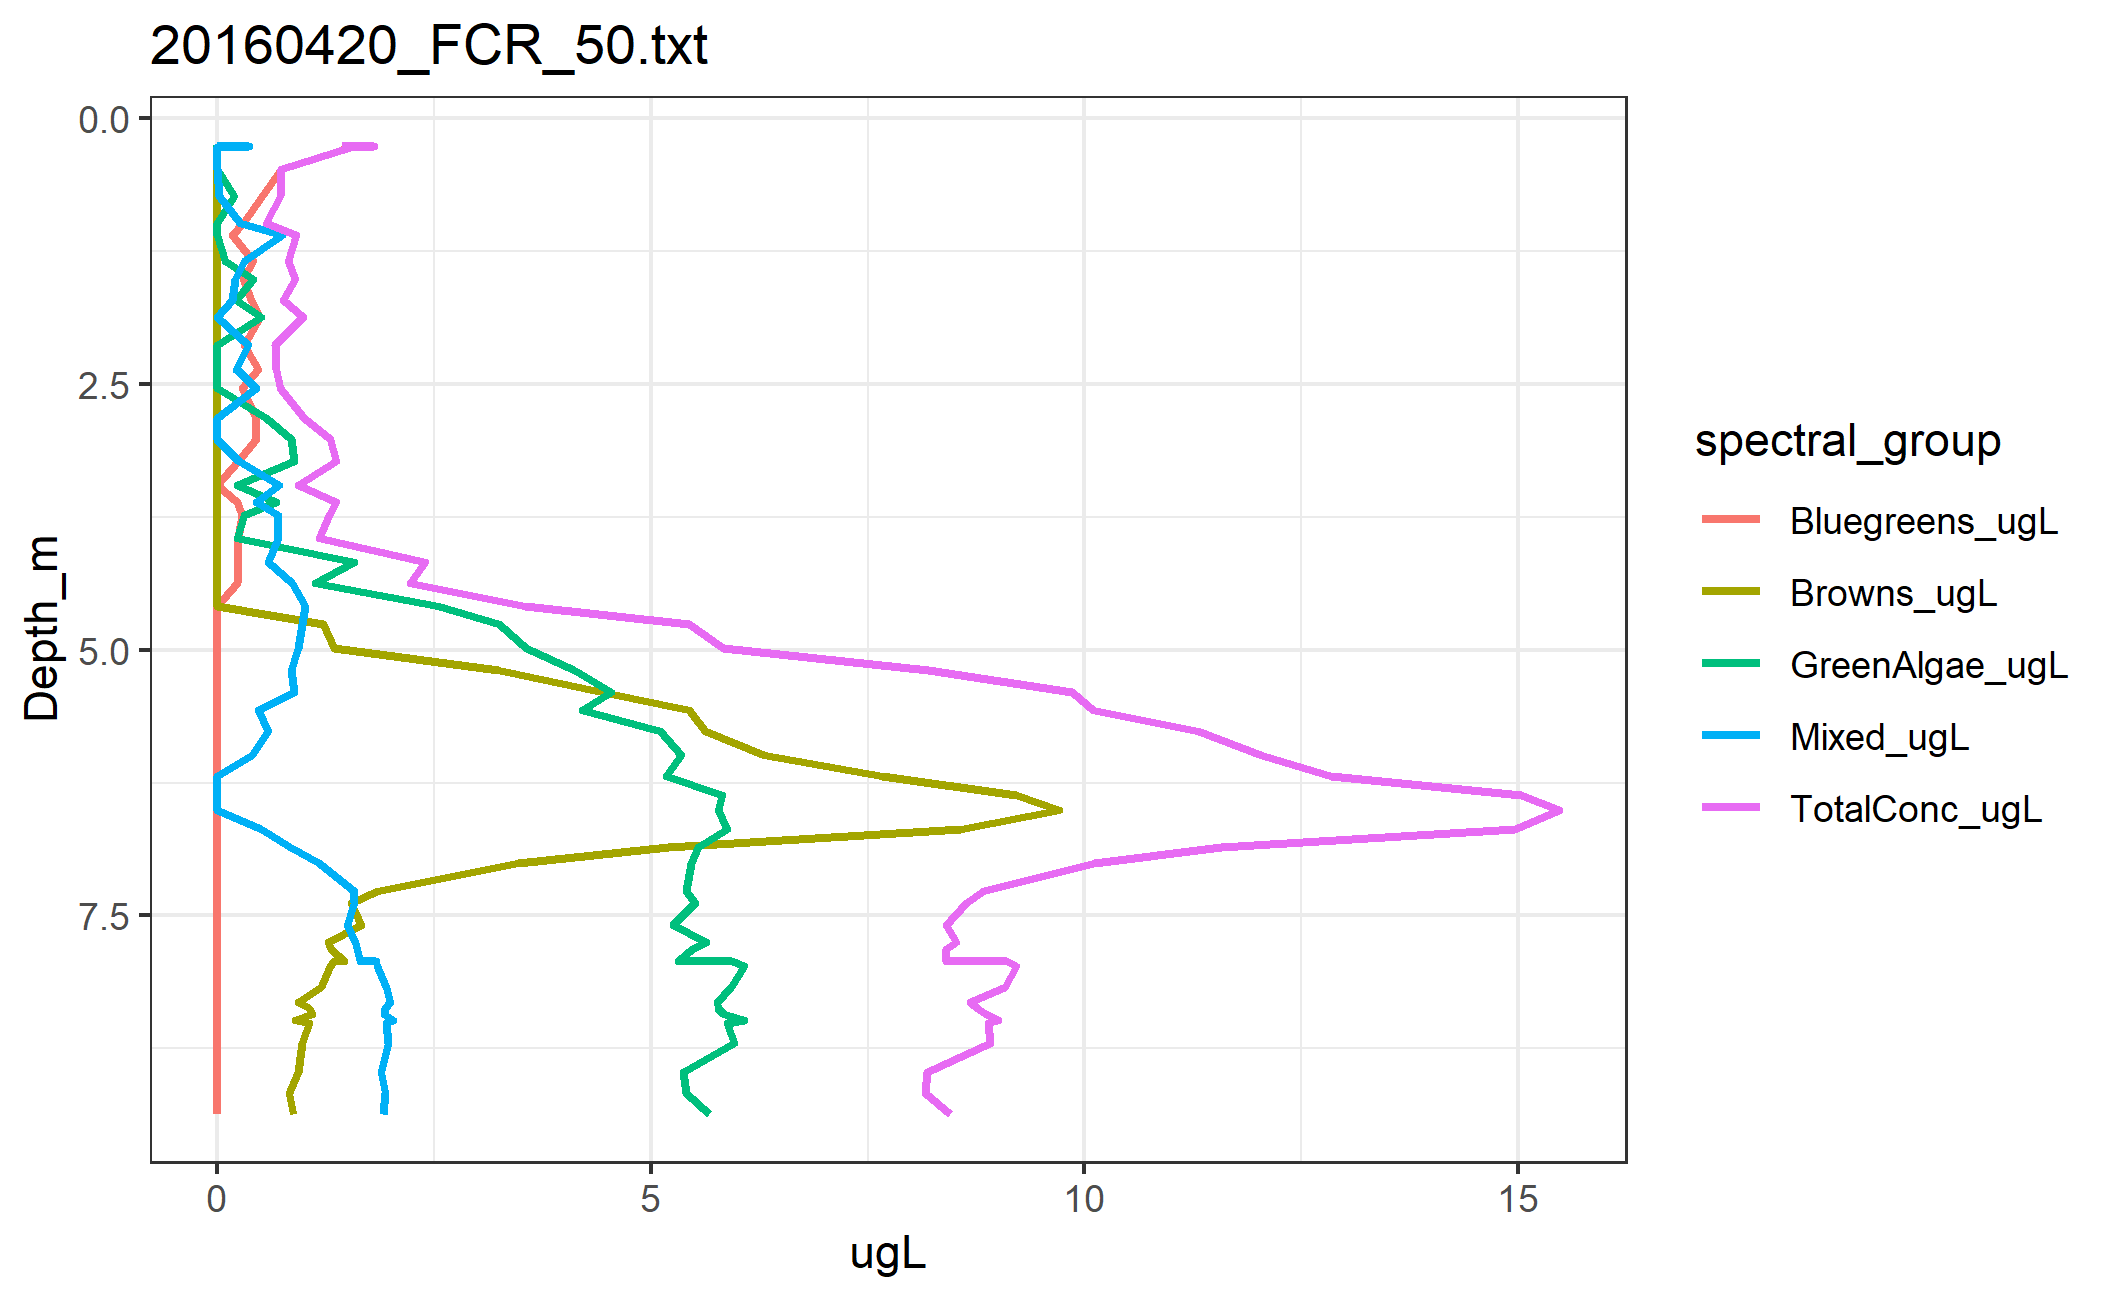 20160420_FCR_50.txt
0.0
2.5
5.0
7.5
Depth_m
0 5 10 15
ugL
spectral_group
Bluegreens_ugL
Browns_ugL
GreenAlgae_ugL
Mixed_ugL
TotalConc_ugL